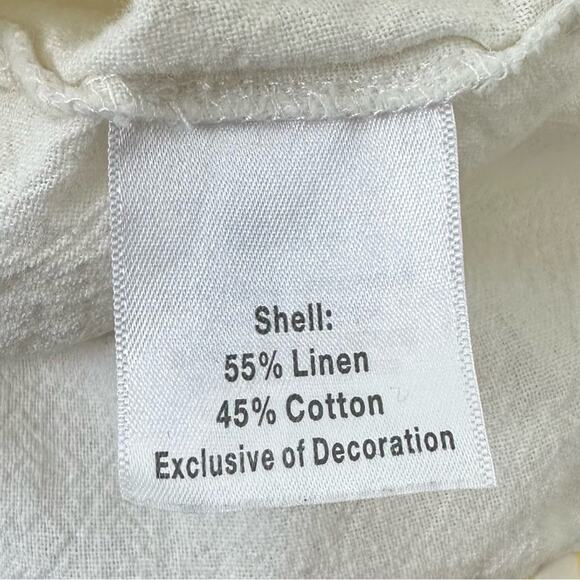 Shell:
55% Linen
45% Cotton
Exclusive of Decoration